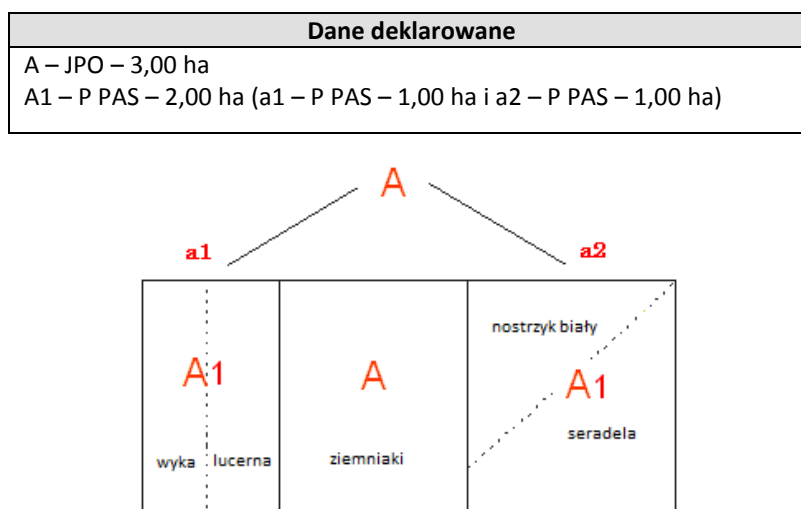 Dane deklarowane
A – JPO – 3,00 ha
A1 – P PAS – 2,00 ha (a1 – P PAS – 1,00 ha i a2 – P PAS – 1,00 ha)
A
a1
a2
nostrzyk biały
A1
A
A1
seradela
wyka
lucerna
ziemniaki